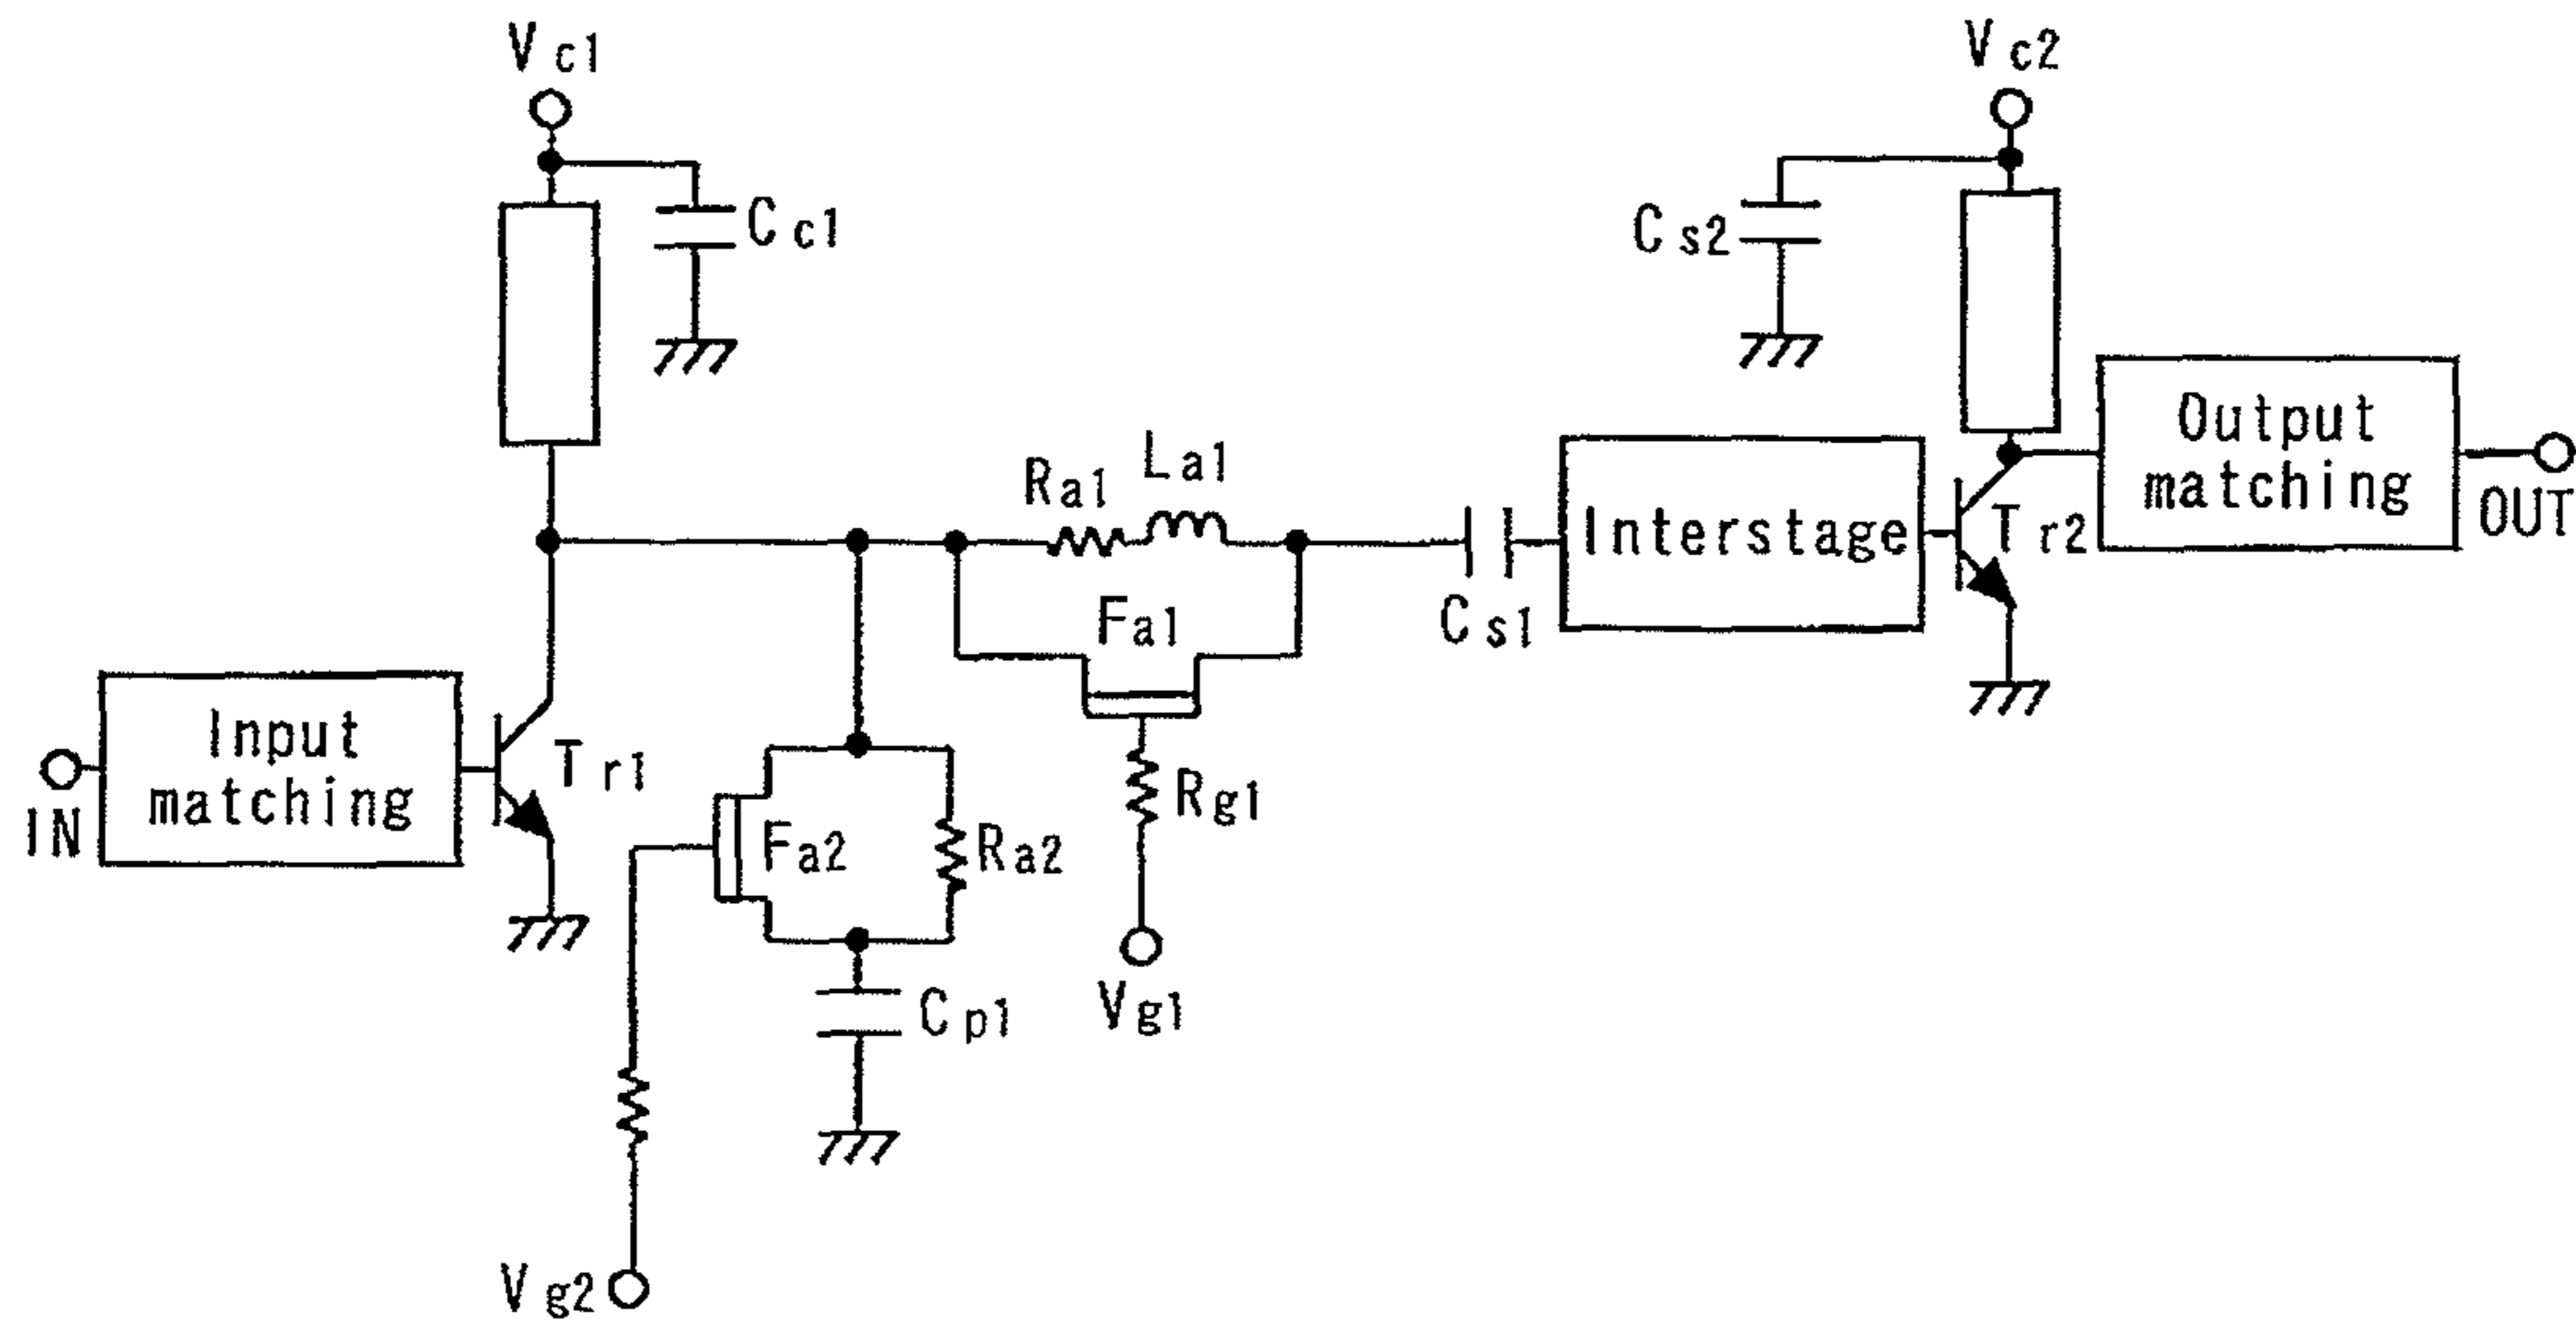 Vc1
Vc2
Cc1
Cs2
Output
matching
OUT
Ra1
La1
Interstage
Tr2
Fa1
Cs1
Input
matching
IN
Tr1
Fa2
Ra2
Rg1
Cp1
Vg1
Vg2